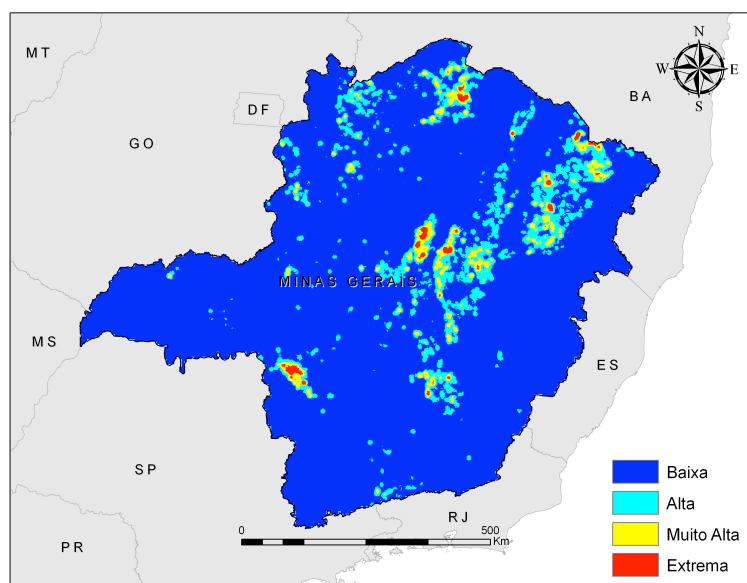 MT
N
W E
S
BA
DF
GO
MINAS GERAIS
MS
ES
SP
Baixa
Alta
RJ
0 500
Km
Muito Alta
PR
Extrema